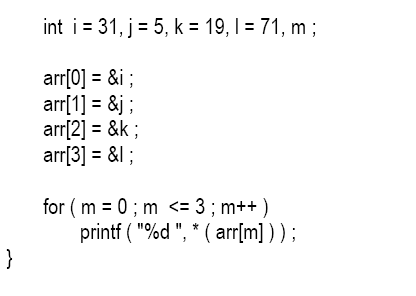 int  i = 31, j = 5, k = 19, l = 71, m ;
arr[0] = &i ;
arr[1] = &j ;
arr[2] = &k ;
arr[3] = &l ;
for ( m = 0 ; m  <= 3 ; m++ )
printf ( "%d ", * ( arr[m] ) ) ;
}